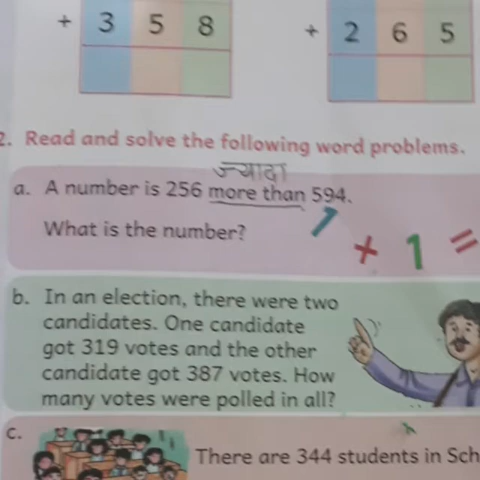 + 3 5 8
+ 2 6 5
2. Read and solve the following word problems.
ज्यादा
a. A number is 256 more than 594.
What is the number?
1 + 1 =
b. In an election, there were two
candidates. One candidate
got 319 votes and the other
candidate got 387 votes. How
many votes were polled in all?
c.
There are 344 students in Sch